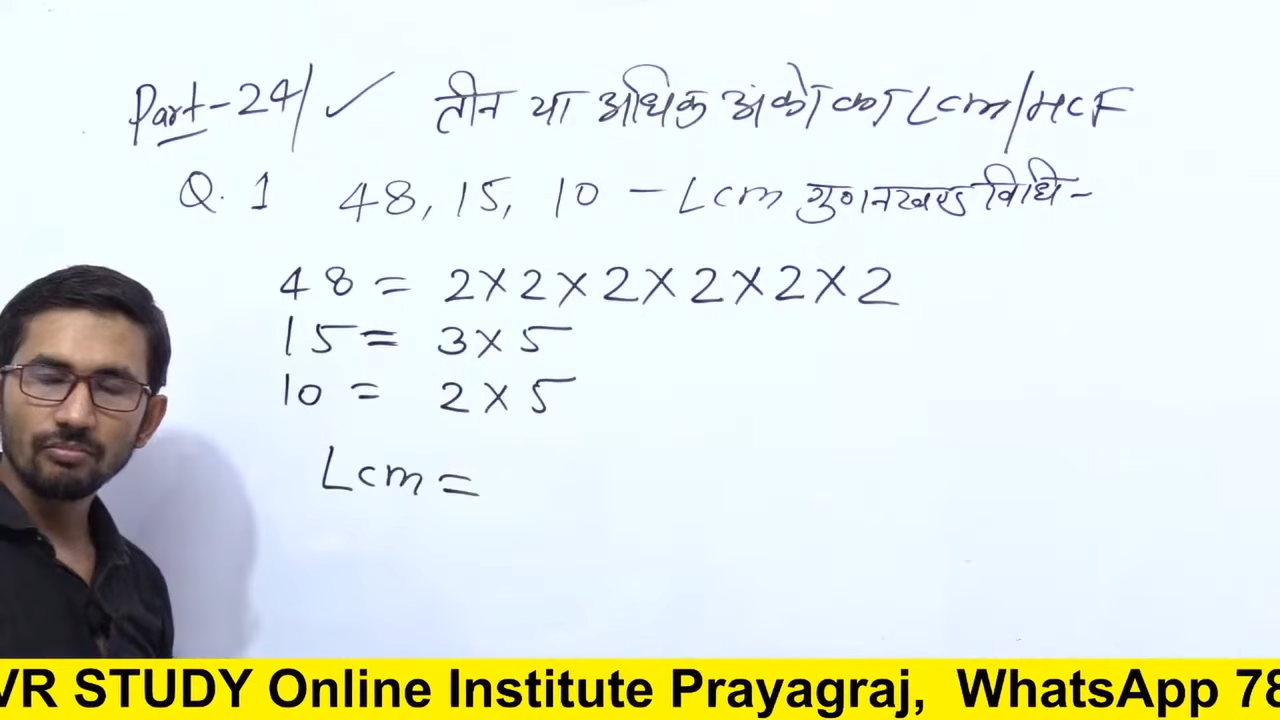 Part-24/ ✓ तीन या अधिक अंको का Lcm/HCF
Q. 1 48, 15, 10 - Lcm गुणनखण्ड विधि -
48 = 2×2×2×2×2×2
15 = 3×5
10 = 2×5
Lcm =
VR STUDY Online Institute Prayagraj, WhatsApp 78